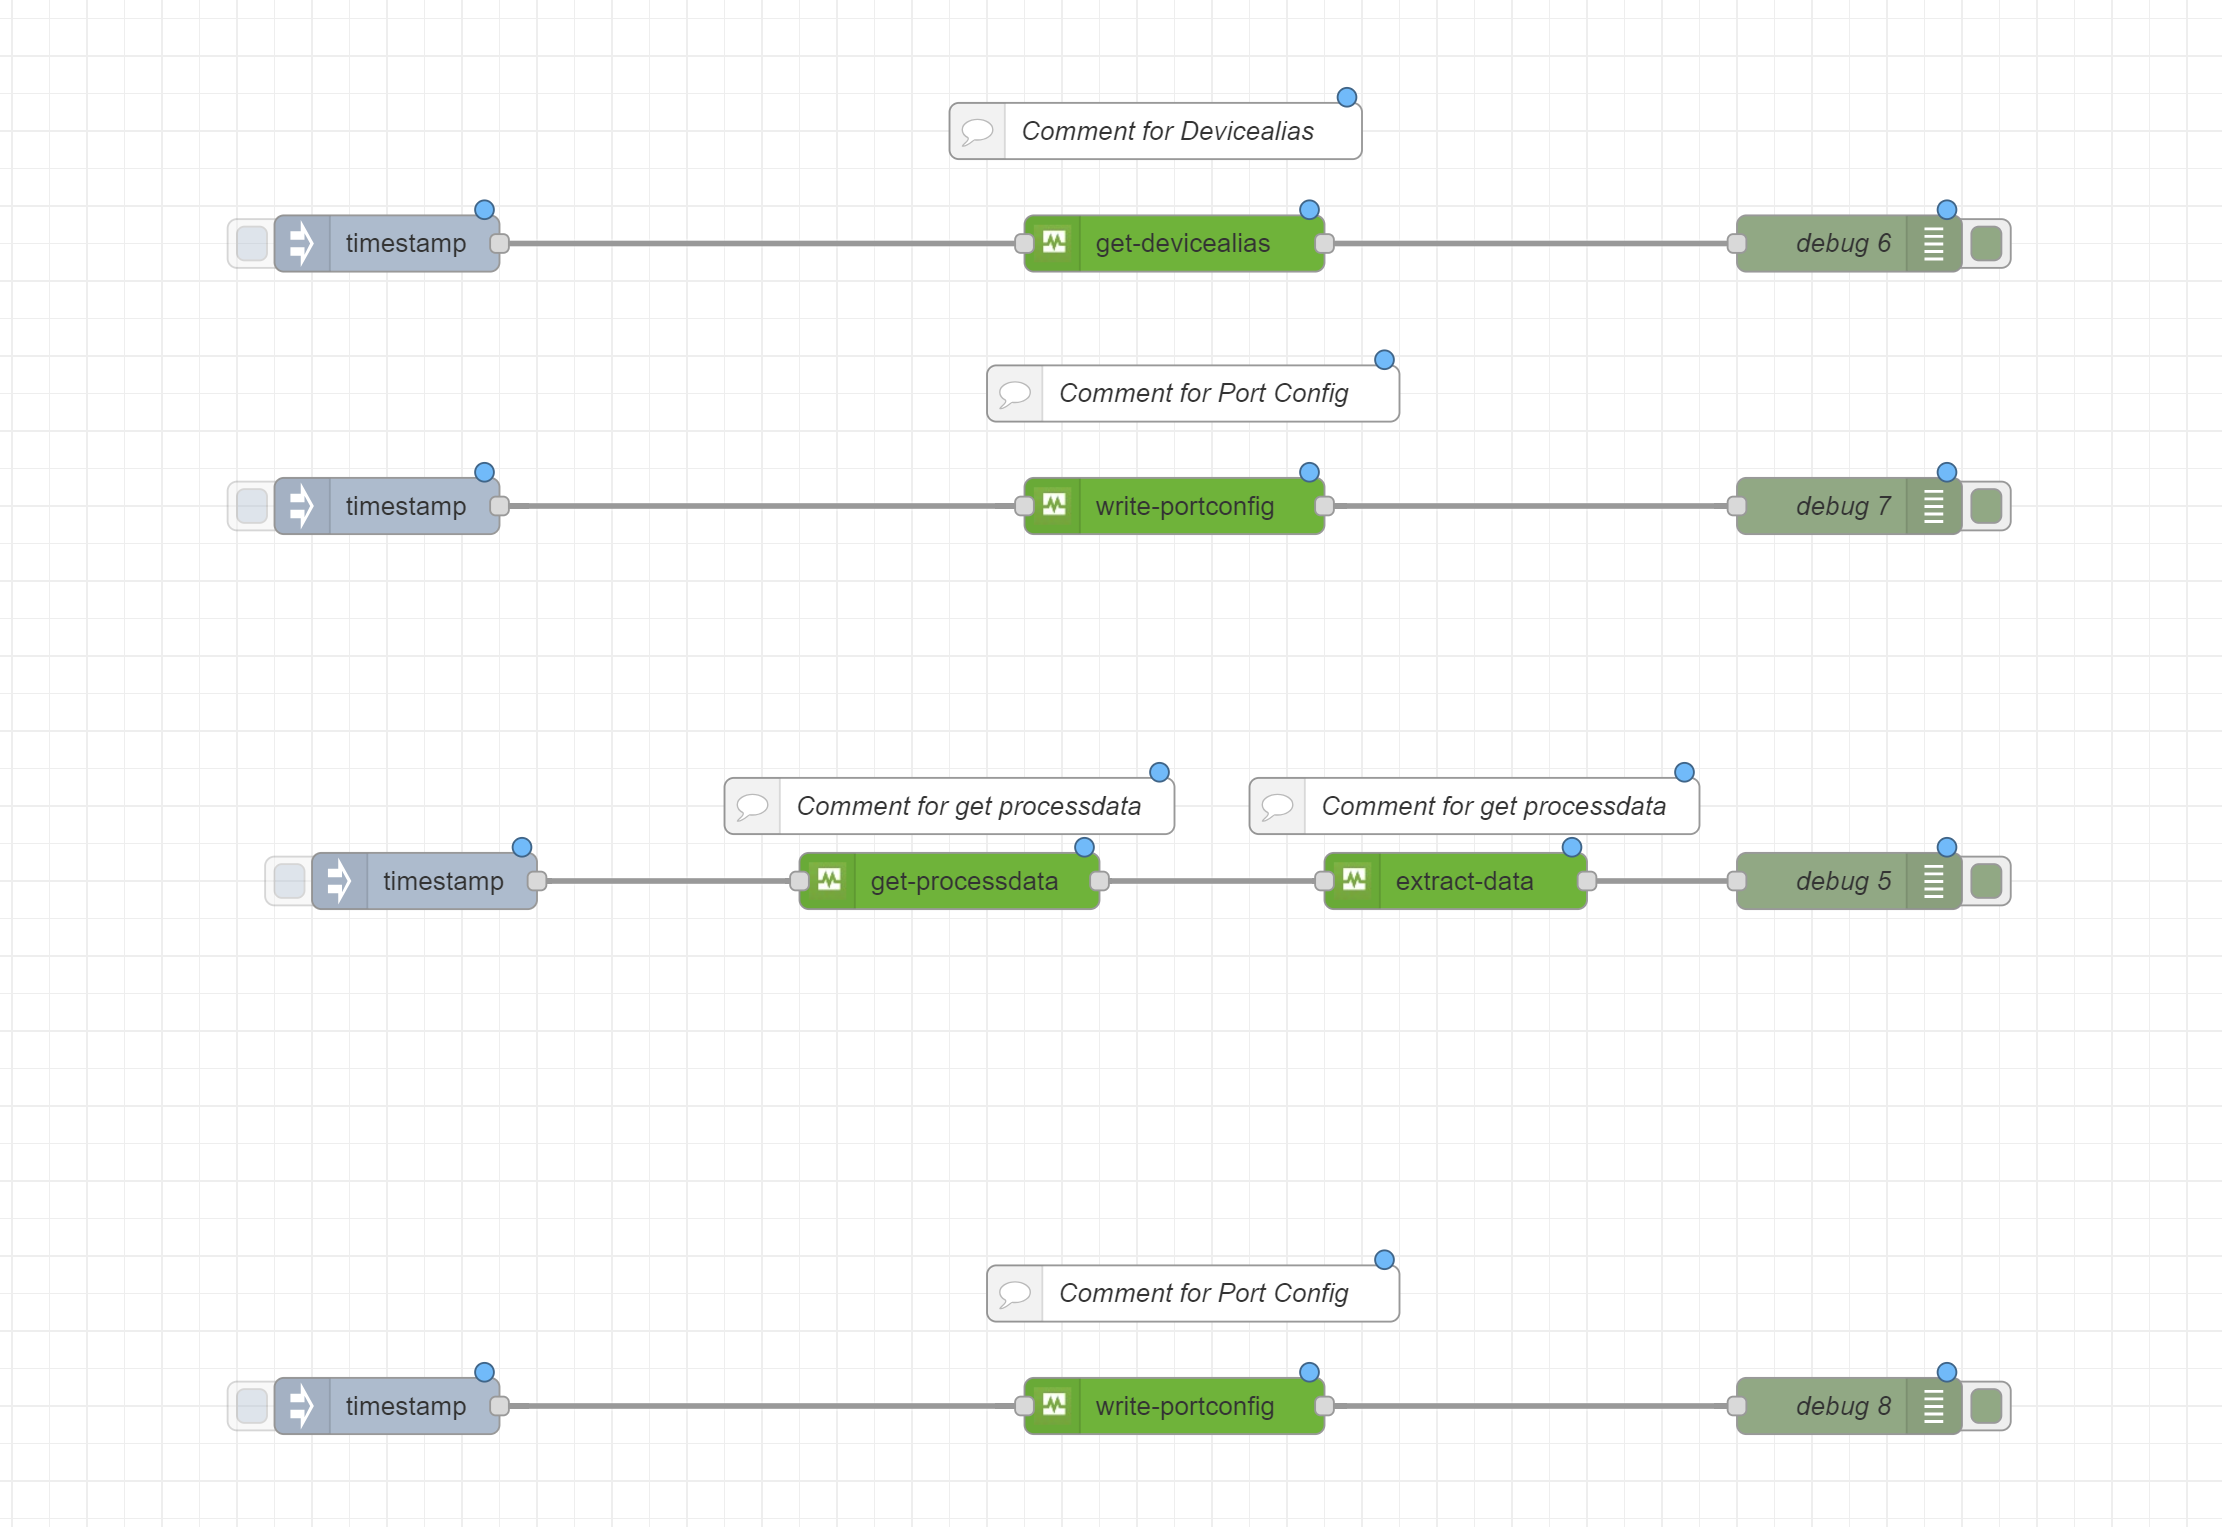 Comment for Devicealias
timestamp
get-devicealias
debug 6
Comment for Port Config
timestamp
write-portconfig
debug 7
Comment for get processdata
Comment for get processdata
timestamp
get-processdata
extract-data
debug 5
Comment for Port Config
timestamp
write-portconfig
debug 8